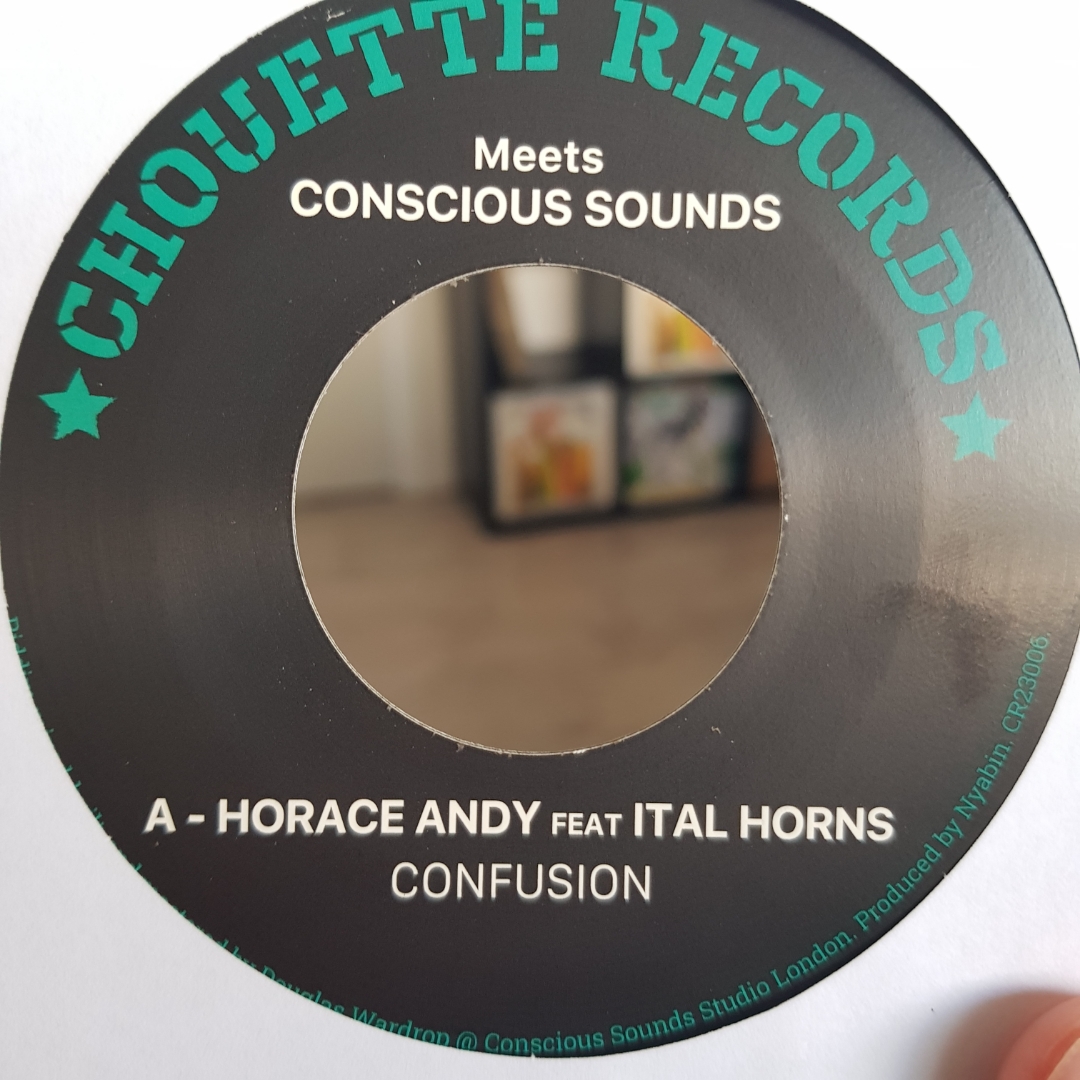 CHOUETTE RECORDS
Meets
CONSCIOUS SOUNDS
A - HORACE ANDY FEAT ITAL HORNS
CONFUSION
by Douglas Wardrop @ Conscious Sounds Studio London. Produced by Nyabin. CR23006.